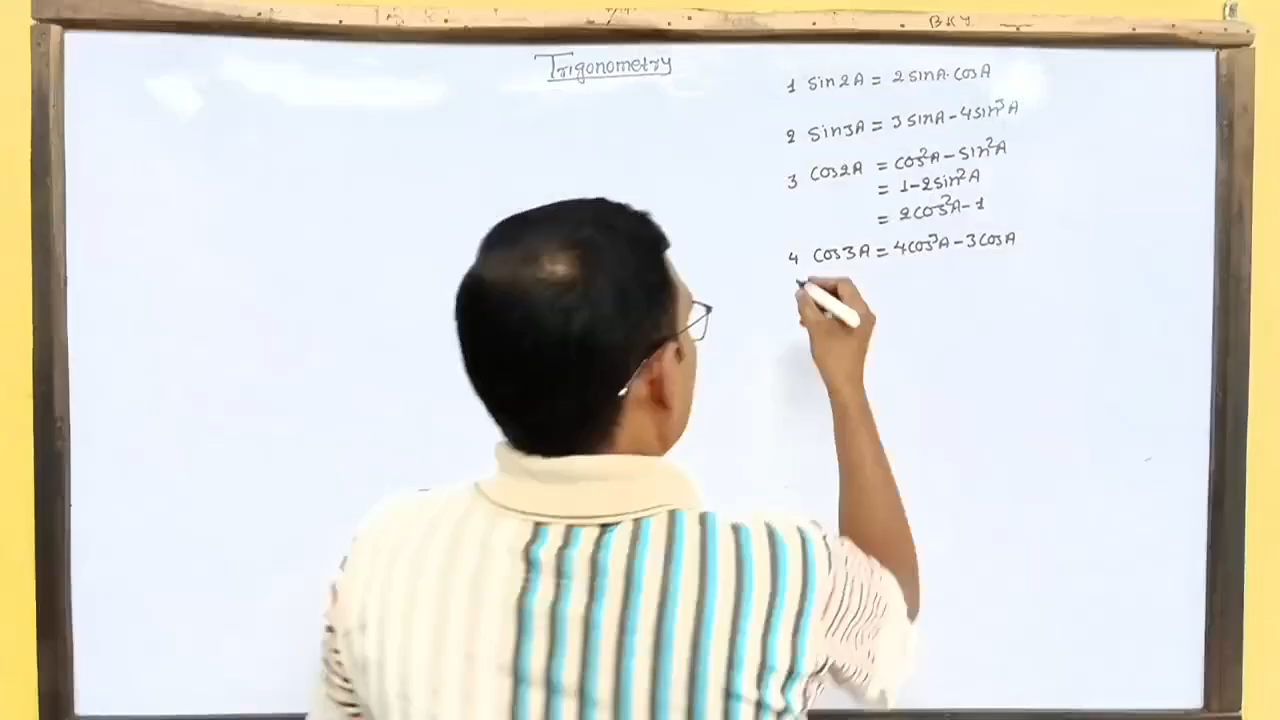 BKY
Trigonometry
1 sin2A = 2sinA·cosA
2 sin3A = 3sinA-4sin³A
3 cos2A = cos²A-sin²A
= 1-2sin²A
= 2cos²A-1
4 cos3A = 4cos³A-3cosA